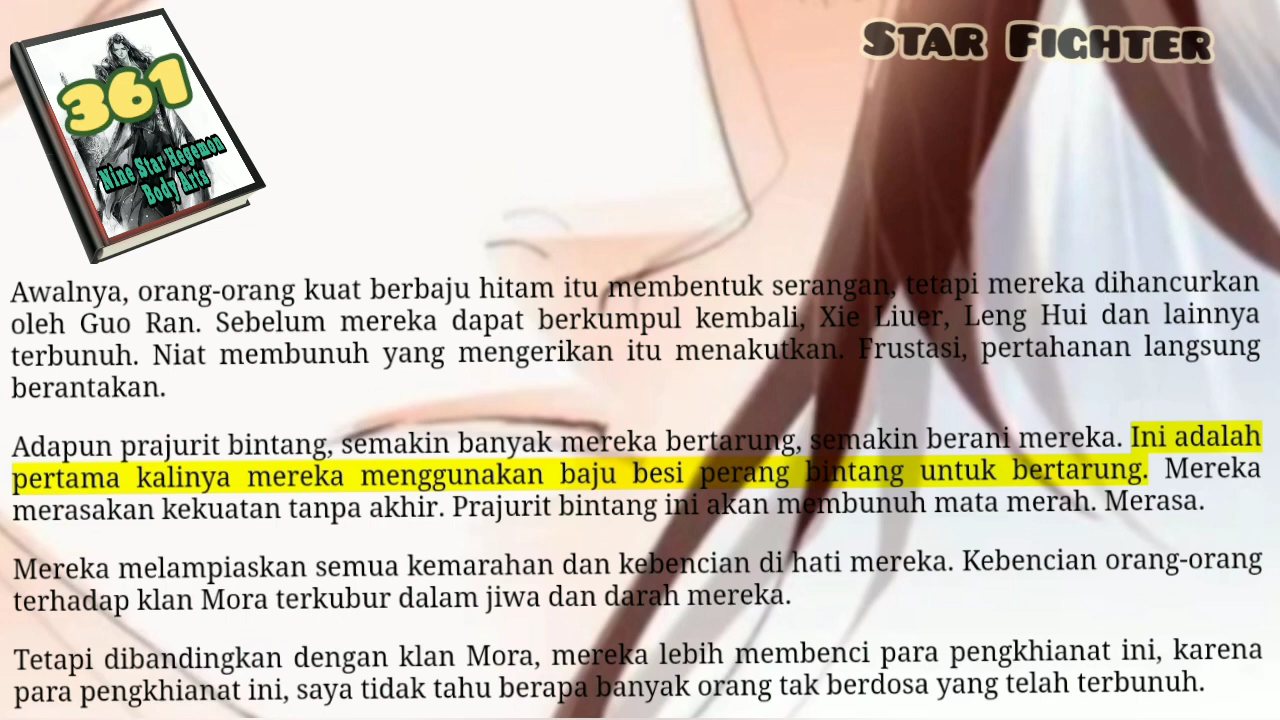 STAR FIGHTER
361
Nine Star Hegemon
Body Arts
Awalnya, orang-orang kuat berbaju hitam itu membentuk serangan, tetapi mereka dihancurkan
oleh Guo Ran. Sebelum mereka dapat berkumpul kembali, Xie Liuer, Leng Hui dan lainnya
terbunuh. Niat membunuh yang mengerikan itu menakutkan. Frustasi, pertahanan langsung
berantakan.
Adapun prajurit bintang, semakin banyak mereka bertarung, semakin berani mereka. Ini adalah
pertama kalinya mereka menggunakan baju besi perang bintang untuk bertarung. Mereka
merasakan kekuatan tanpa akhir. Prajurit bintang ini akan membunuh mata merah. Merasa.
Mereka melampiaskan semua kemarahan dan kebencian di hati mereka. Kebencian orang-orang
terhadap klan Mora terkubur dalam jiwa dan darah mereka.
Tetapi dibandingkan dengan klan Mora, mereka lebih membenci para pengkhianat ini, karena
para pengkhianat ini, saya tidak tahu berapa banyak orang tak berdosa yang telah terbunuh.